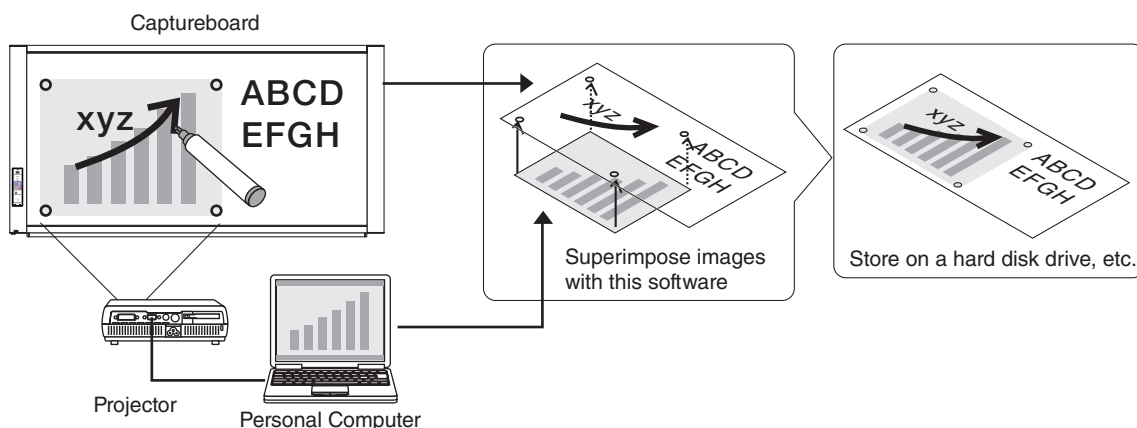 Captureboard
xyz
ABCD
EFGH
xyz
ABCD
EFGH
Superimpose images
with this software
xyz
ABCD
EFGH
Store on a hard disk drive, etc.
Projector
Personal Computer